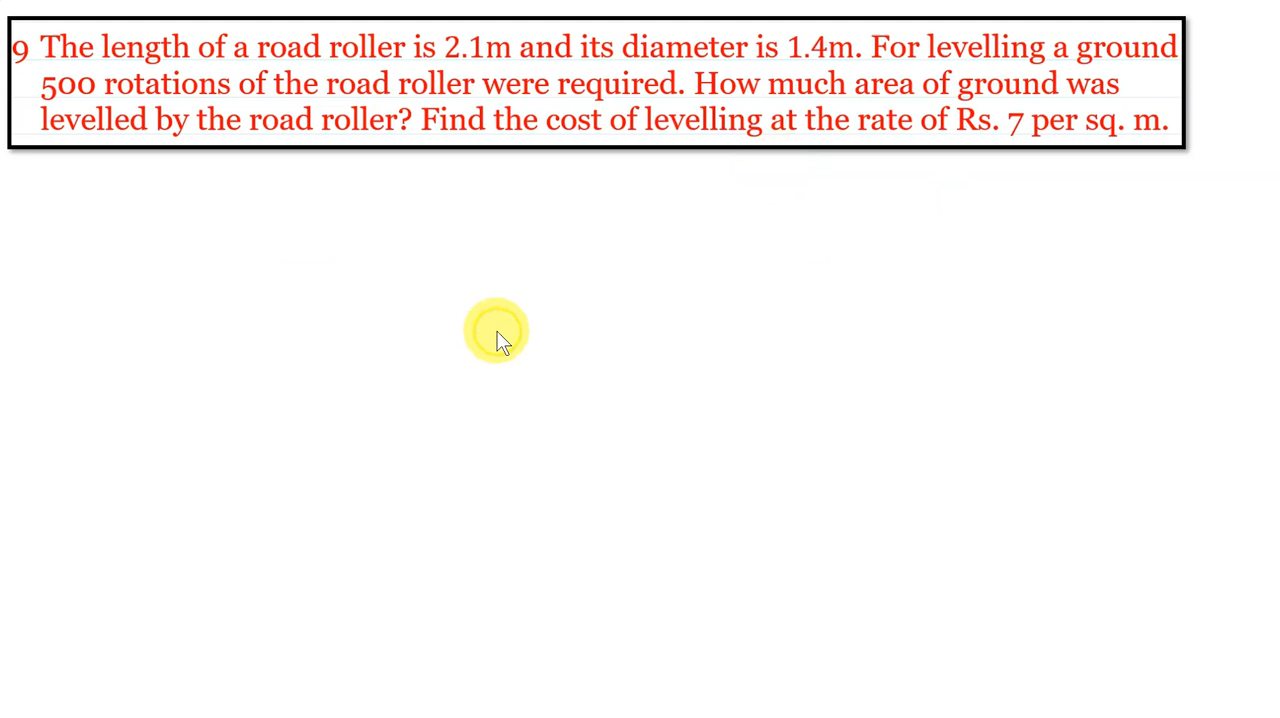 9 The length of a road roller is 2.1m and its diameter is 1.4m. For levelling a ground
500 rotations of the road roller were required. How much area of ground was
levelled by the road roller? Find the cost of levelling at the rate of Rs. 7 per sq. m.